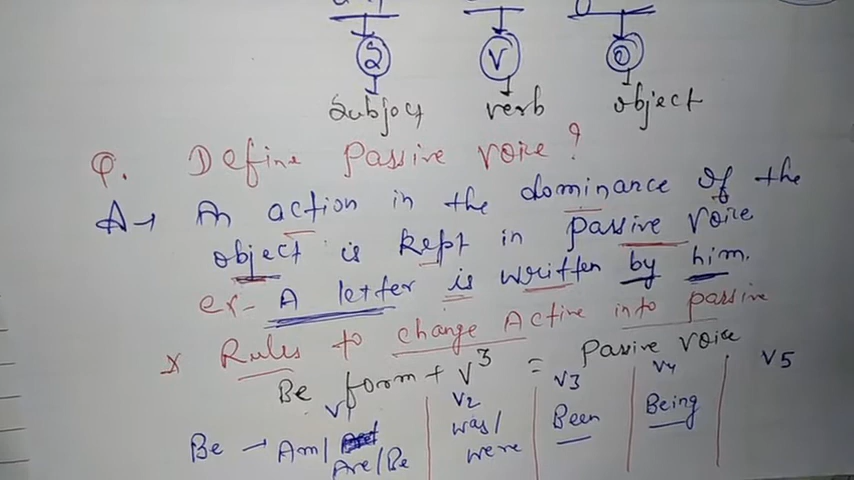 S V O
Subject verb object
Q. Define Passive voice?
A→ An action in the dominance of the
object is kept in passive voice
ex- A letter is written by him.
x Rules to change Active into passive
Be form + V3 = Passive voice
V1 V2 V3 V4 V5
Be → Am/ was/ Been Being
Are/Be were